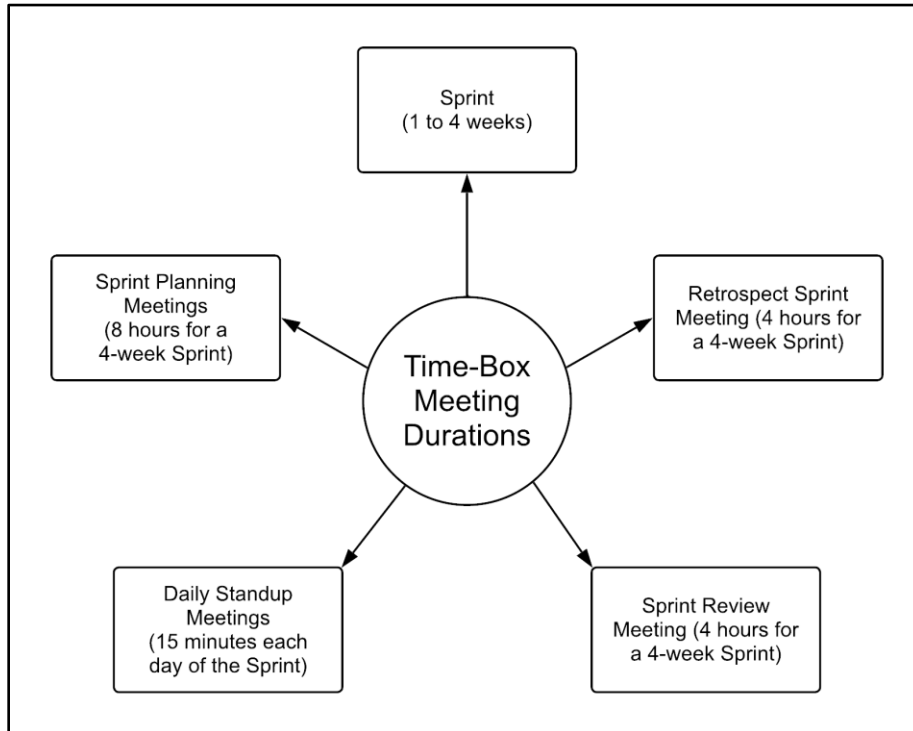 Sprint
(1 to 4 weeks)
Sprint Planning
Meetings
(8 hours for a
4-week Sprint)
Retrospect Sprint
Meeting (4 hours for
a 4-week Sprint)
Time-Box
Meeting
Durations
Daily Standup
Meetings
(15 minutes each
day of the Sprint)
Sprint Review
Meeting (4 hours for
a 4-week Sprint)